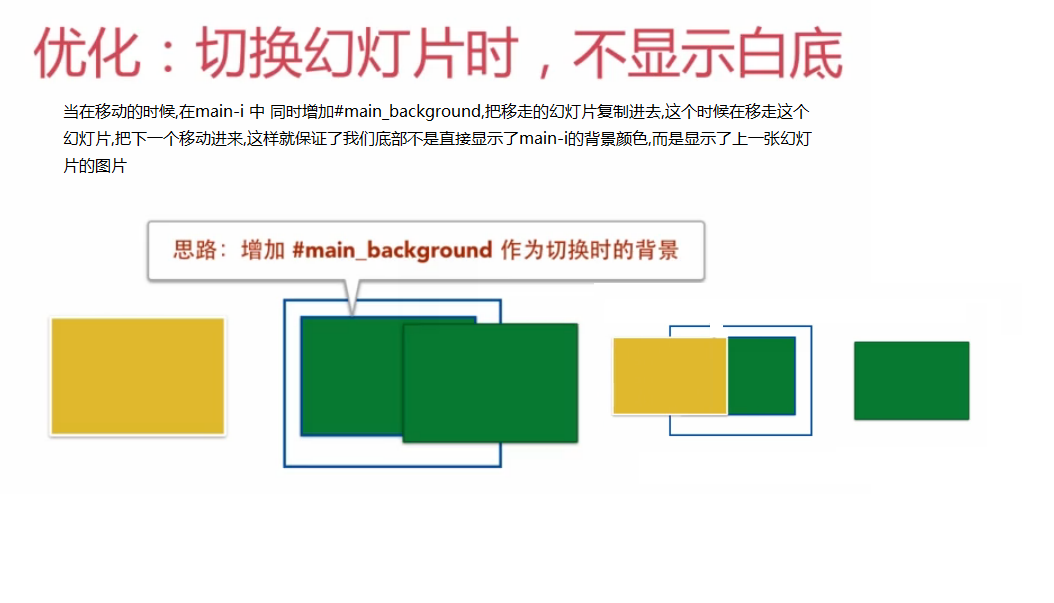 优化：切换幻灯片时，不显示白底
当在移动的时候,在main-i 中 同时增加#main_background,把移走的幻灯片复制进去,这个时候在移走这个
幻灯片,把下一个移动进来,这样就保证了我们底部不是直接显示了main-i的背景颜色,而是显示了上一张幻灯
片的图片
思路：增加 #main_background 作为切换时的背景